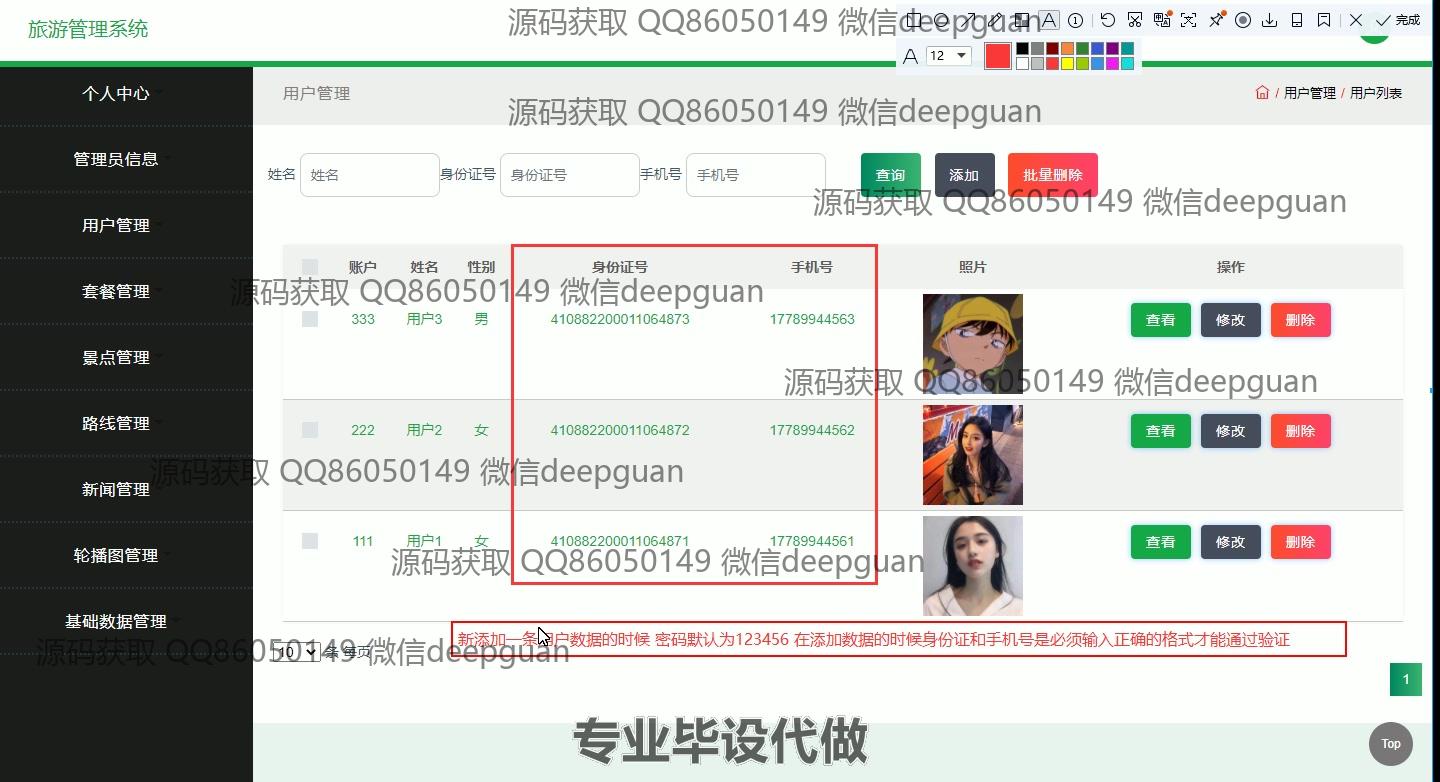 旅游管理系统
源码获取 QQ86050149 微信deepguan
A
1
完成
A 12
个人中心
管理员信息
用户管理
套餐管理
景点管理
路线管理
新闻管理
轮播图管理
基础数据管理
用户管理
/ 用户管理 / 用户列表
源码获取 QQ86050149 微信deepguan
姓名 姓名 身份证号 身份证号 手机号 手机号 查询 添加 批量删除
源码获取 QQ86050149 微信deepguan
账户 姓名 性别 身份证号 手机号 照片 操作
源码获取 QQ86050149 微信deepguan
333 用户3 男 410882200011064873 17789944563 查看 修改 删除
源码获取 QQ86050149 微信deepguan
222 用户2 女 410882200011064872 17789944562 查看 修改 删除
源码获取 QQ86050149 微信deepguan
111 用户1 女 410882200011064871 17789944561 查看 修改 删除
源码获取 QQ86050149 微信deepguan
新添加一条户数据的时候 密码默认为123456 在添加数据的时候身份证和手机号是必须输入正确的格式才能通过验证
10 条 每页
源码获取 QQ86050149 微信deepguan
1
专业毕设代做
Top